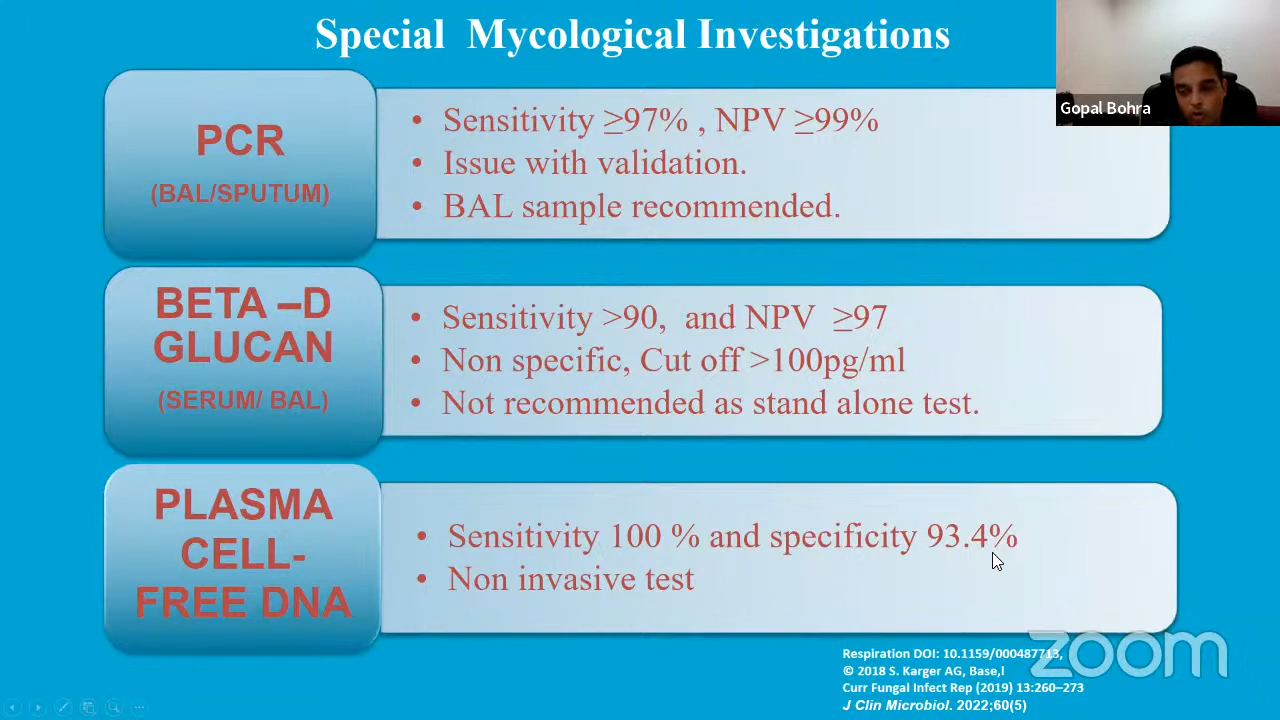 Special Mycological Investigations
Gopal Bohra
PCR
(BAL/SPUTUM)
• Sensitivity ≥97% , NPV ≥99%
• Issue with validation.
• BAL sample recommended.
BETA –D
GLUCAN
(SERUM/ BAL)
• Sensitivity >90, and NPV ≥97
• Non specific, Cut off >100pg/ml
• Not recommended as stand alone test.
PLASMA
CELL-
FREE DNA
• Sensitivity 100 % and specificity 93.4%
• Non invasive test
zoom
Respiration DOI: 10.1159/000487713,
© 2018 S. Karger AG, Base,l
Curr Fungal Infect Rep (2019) 13:260–273
J Clin Microbiol. 2022;60(5)